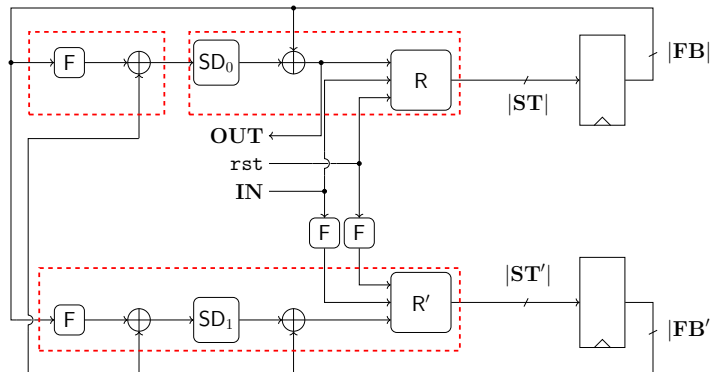 F
SD₀
R
|ST|
|FB|
OUT
rst
IN
F
F
F
SD₁
R′
|ST′|
|FB′|